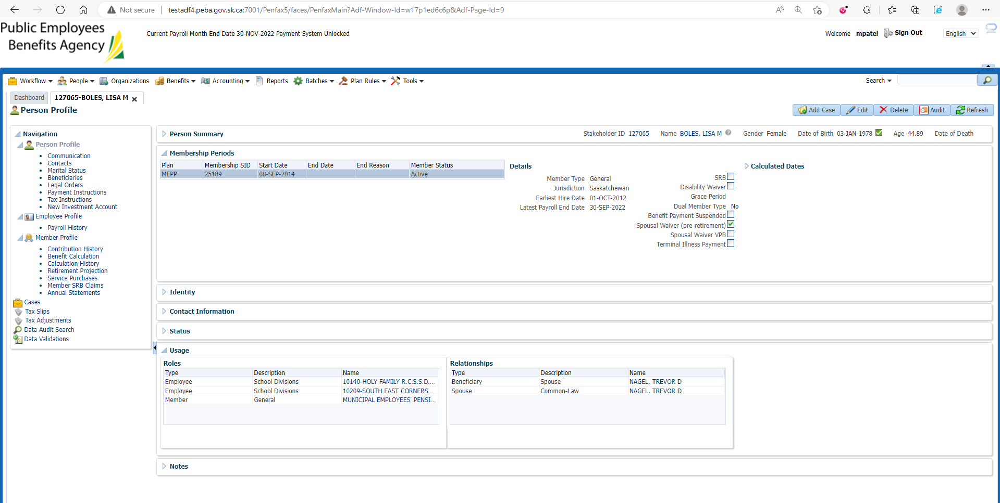 Not secure
testadf4.peba.gov.sk.ca:7001/Penfax5/faces/PenfaxMain?Adf-Window-Id=w17p1ed6c6p&Adf-Page-Id=9
Public Employees
Benefits Agency
Current Payroll Month End Date 30-NOV-2022 Payment System Unlocked
Welcome mpatel Sign Out English
Workflow People Organizations Benefits Accounting Reports Batches Plan Rules Tools Search
Dashboard 127065-BOLES, LISA M
Person Profile
Add Case Edit Delete Audit Refresh
Navigation
Person Profile
Communication
Contacts
Marital Status
Beneficiaries
Legal Orders
Payment Instructions
Tax Instructions
New Investment Account
Employee Profile
Payroll History
Member Profile
Contribution History
Benefit Calculation
Calculation History
Retirement Projection
Service Purchases
Member SRB Claims
Annual Statements
Cases
Tax Slips
Tax Adjustments
Data Audit Search
Data Validations
Person Summary Stakeholder ID 127065 Name BOLES, LISA M Gender Female Date of Birth 03-JAN-1978 Age 44.89 Date of Death
Membership Periods
Plan Membership SID Start Date End Date End Reason Member Status
MEPP 25189 08-SEP-2014 Active
Details
Member Type General
Jurisdiction Saskatchewan
Earliest Hire Date 01-OCT-2012
Latest Payroll End Date 30-SEP-2022
SRB
Disability Waiver
Grace Period
Dual Member Type No
Benefit Payment Suspended
Spousal Waiver (pre-retirement)
Spousal Waiver VPB
Terminal Illness Payment
Calculated Dates
Identity
Contact Information
Status
Usage
Roles
Type Description Name
Employee School Divisions 10140-HOLY FAMILY R.C.S.S.D....
Employee School Divisions 10209-SOUTH EAST CORNERS...
Member General MUNICIPAL EMPLOYEES' PENSI...
Relationships
Type Description Name
Beneficiary Spouse NAGEL, TREVOR D
Spouse Common-Law NAGEL, TREVOR D
Notes